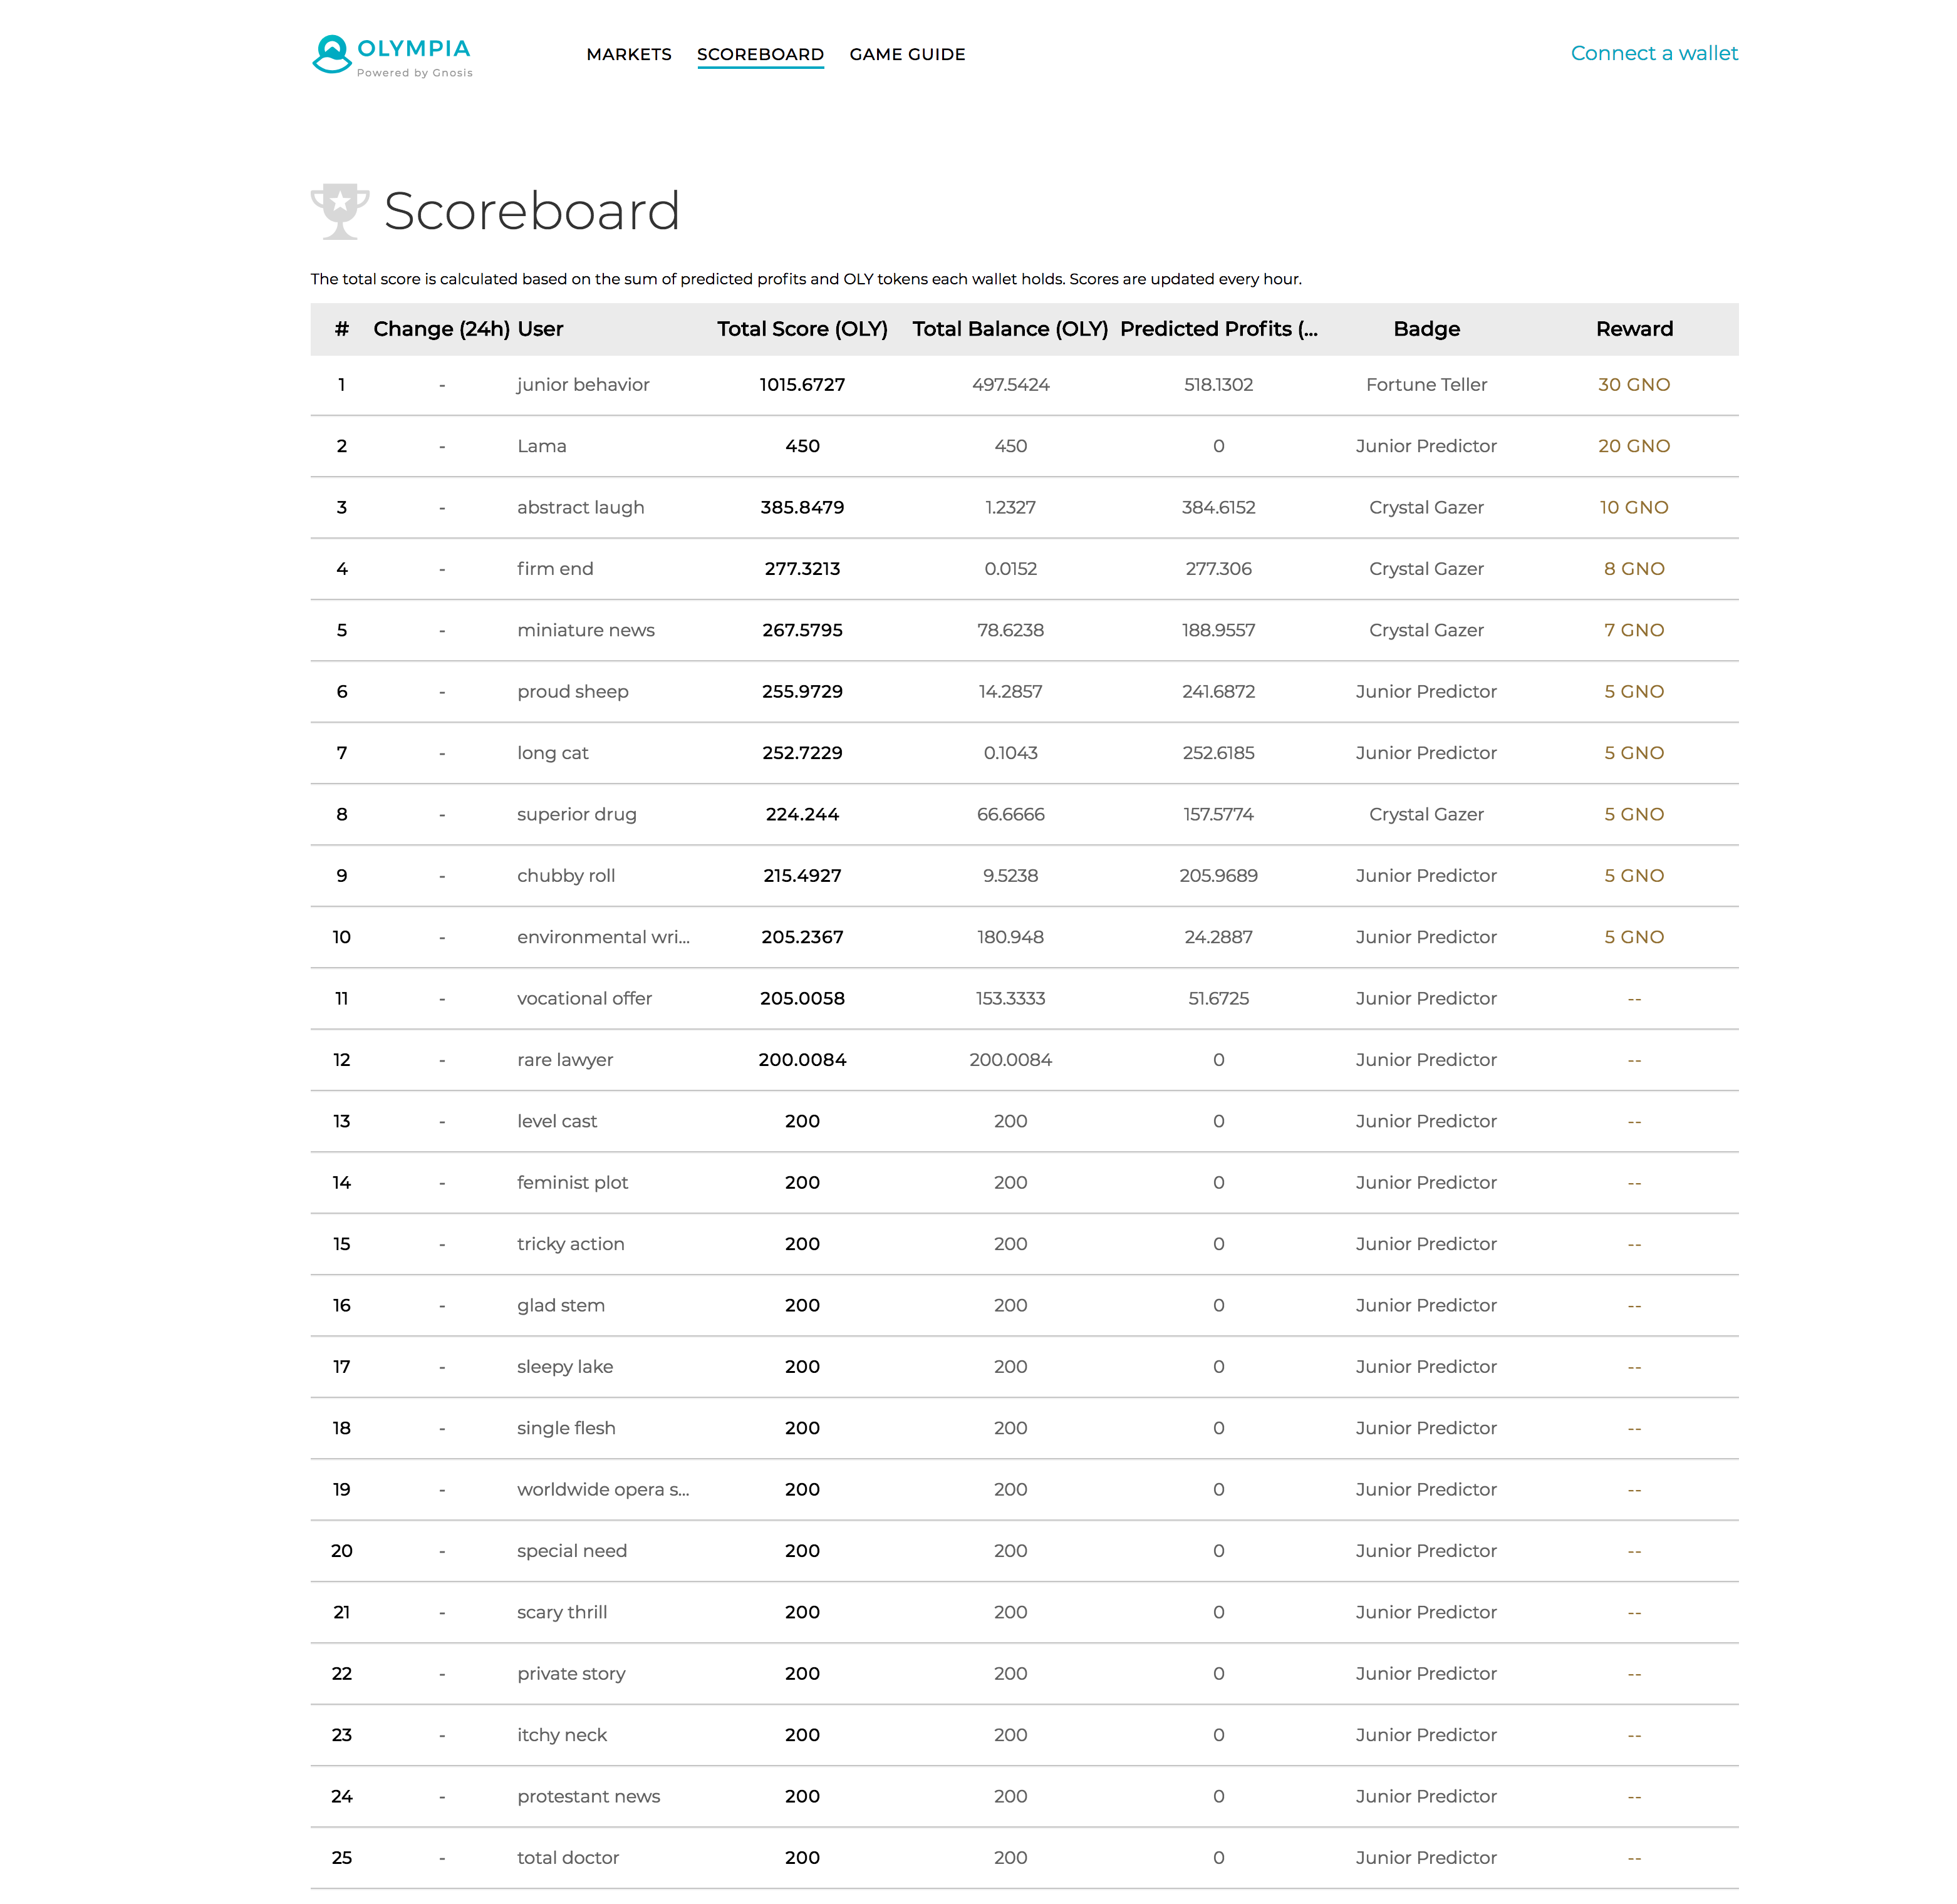 OLYMPIA
Powered by Gnosis
MARKETS SCOREBOARD GAME GUIDE
Connect a wallet
Scoreboard
The total score is calculated based on the sum of predicted profits and OLY tokens each wallet holds. Scores are updated every hour.
# Change (24h) User Total Score (OLY) Total Balance (OLY) Predicted Profits (... Badge Reward
1 - junior behavior 1015.6727 497.5424 518.1302 Fortune Teller 30 GNO
2 - Lama 450 450 0 Junior Predictor 20 GNO
3 - abstract laugh 385.8479 1.2327 384.6152 Crystal Gazer 10 GNO
4 - firm end 277.3213 0.0152 277.306 Crystal Gazer 8 GNO
5 - miniature news 267.5795 78.6238 188.9557 Crystal Gazer 7 GNO
6 - proud sheep 255.9729 14.2857 241.6872 Junior Predictor 5 GNO
7 - long cat 252.7229 0.1043 252.6185 Junior Predictor 5 GNO
8 - superior drug 224.244 66.6666 157.5774 Crystal Gazer 5 GNO
9 - chubby roll 215.4927 9.5238 205.9689 Junior Predictor 5 GNO
10 - environmental wri... 205.2367 180.948 24.2887 Junior Predictor 5 GNO
11 - vocational offer 205.0058 153.3333 51.6725 Junior Predictor --
12 - rare lawyer 200.0084 200.0084 0 Junior Predictor --
13 - level cast 200 200 0 Junior Predictor --
14 - feminist plot 200 200 0 Junior Predictor --
15 - tricky action 200 200 0 Junior Predictor --
16 - glad stem 200 200 0 Junior Predictor --
17 - sleepy lake 200 200 0 Junior Predictor --
18 - single flesh 200 200 0 Junior Predictor --
19 - worldwide opera s... 200 200 0 Junior Predictor --
20 - special need 200 200 0 Junior Predictor --
21 - scary thrill 200 200 0 Junior Predictor --
22 - private story 200 200 0 Junior Predictor --
23 - itchy neck 200 200 0 Junior Predictor --
24 - protestant news 200 200 0 Junior Predictor --
25 - total doctor 200 200 0 Junior Predictor --